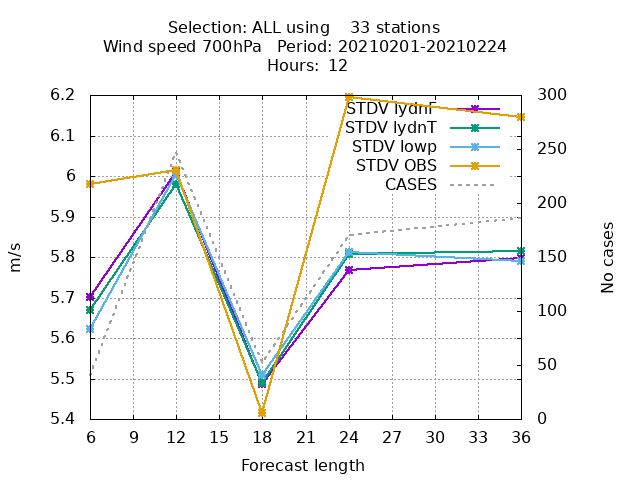 Selection: ALL using 33 stations
Wind speed 700hPa Period: 20210201-20210224
Hours: 12
6.2
6.1
6
5.9
5.8
5.7
5.6
5.5
5.4
m/s
300
250
200
150
100
50
0
No cases
STDV lydnF
STDV lydnT
STDV lowp
STDV OBS
CASES
6 9 12 15 18 21 24 27 30 33 36
Forecast length